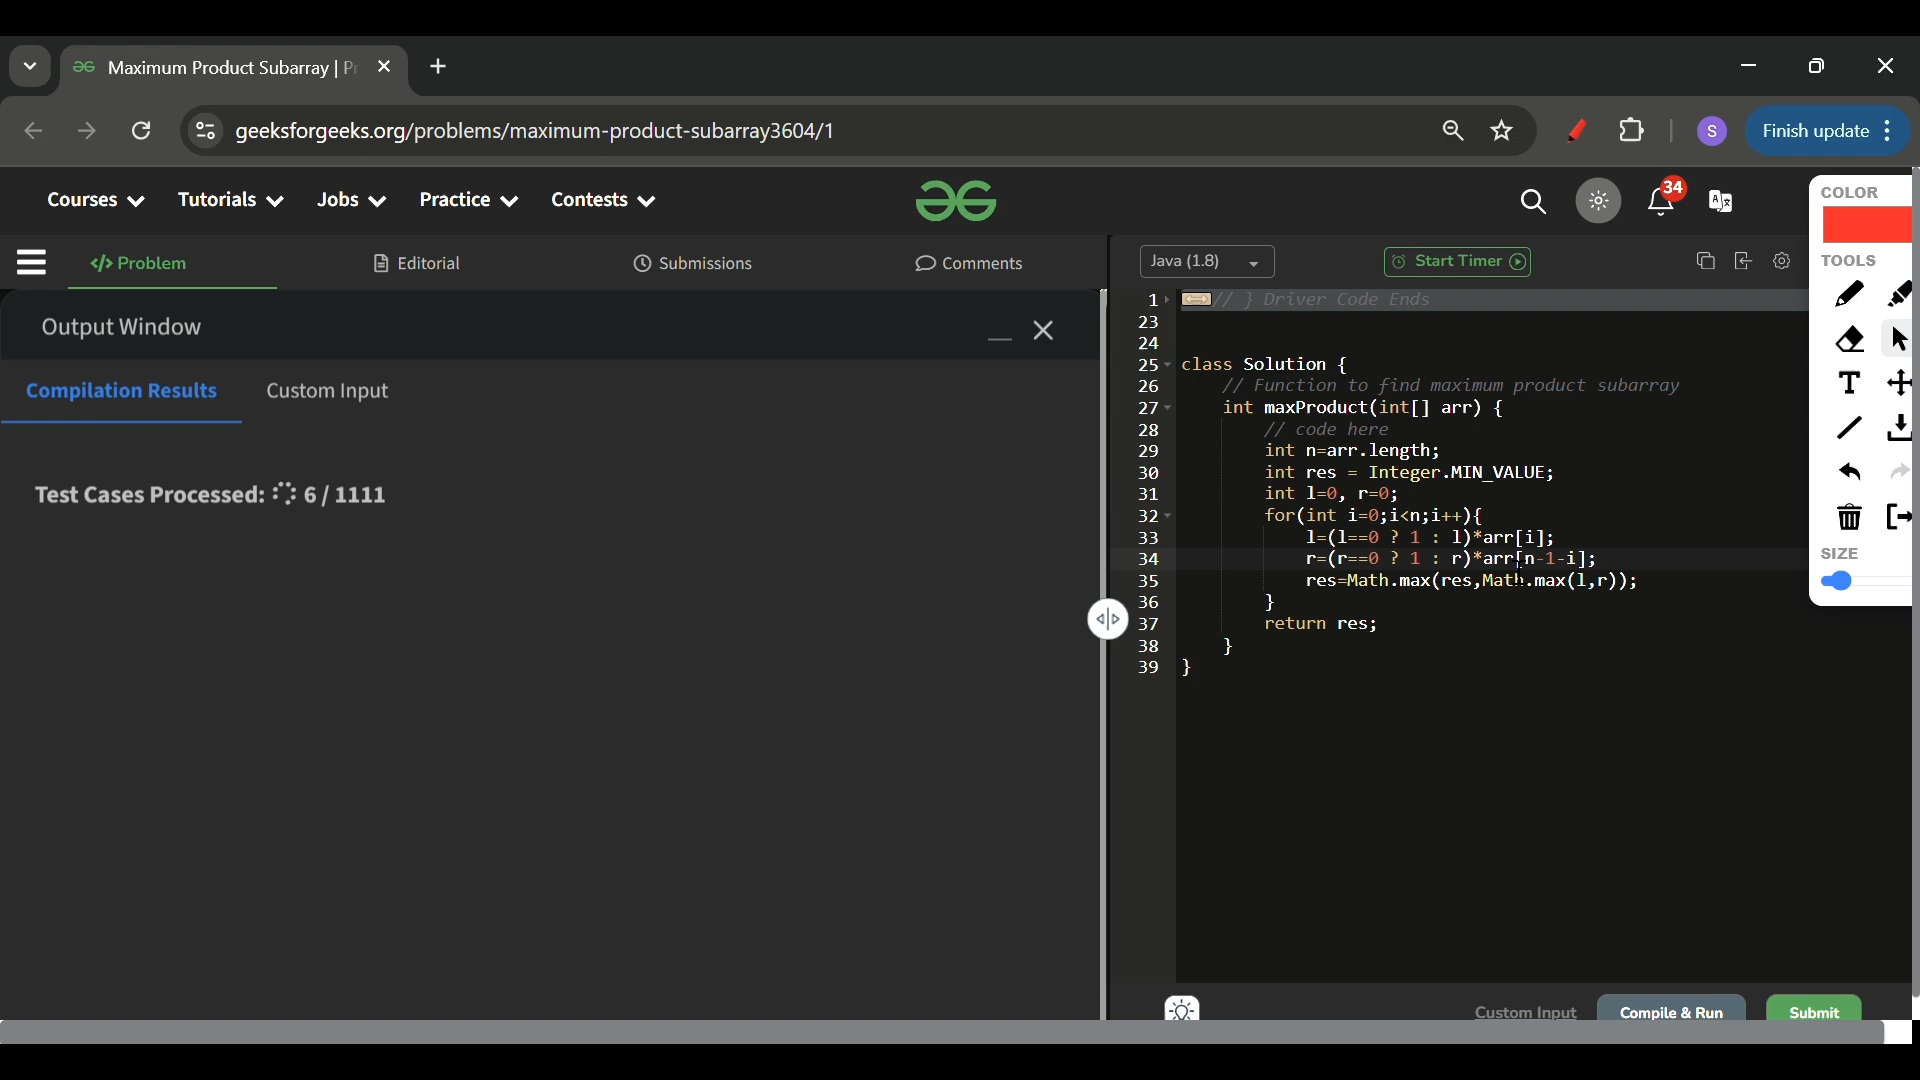 Maximum Product Subarray | Pr
geeksforgeeks.org/problems/maximum-product-subarray3604/1
S
Finish update
Courses
Tutorials
Jobs
Practice
Contests
34
Problem
Editorial
Submissions
Comments
Java (1.8)
Start Timer
Output Window
Compilation Results
Custom Input
Test Cases Processed: 6 / 1111
1 // } Driver Code Ends
23
24
25 class Solution {
26 // Function to find maximum product subarray
27 int maxProduct(int[] arr) {
28 // code here
29 int n=arr.length;
30 int res = Integer.MIN_VALUE;
31 int l=0, r=0;
32 for(int i=0;i<n;i++){
33 l=(l==0 ? 1 : l)*arr[i];
34 r=(r==0 ? 1 : r)*arr[n-1-i];
35 res=Math.max(res,Math.max(l,r));
36 }
37 return res;
38 }
39 }
COLOR
TOOLS
T
SIZE
Custom Input
Compile & Run
Submit